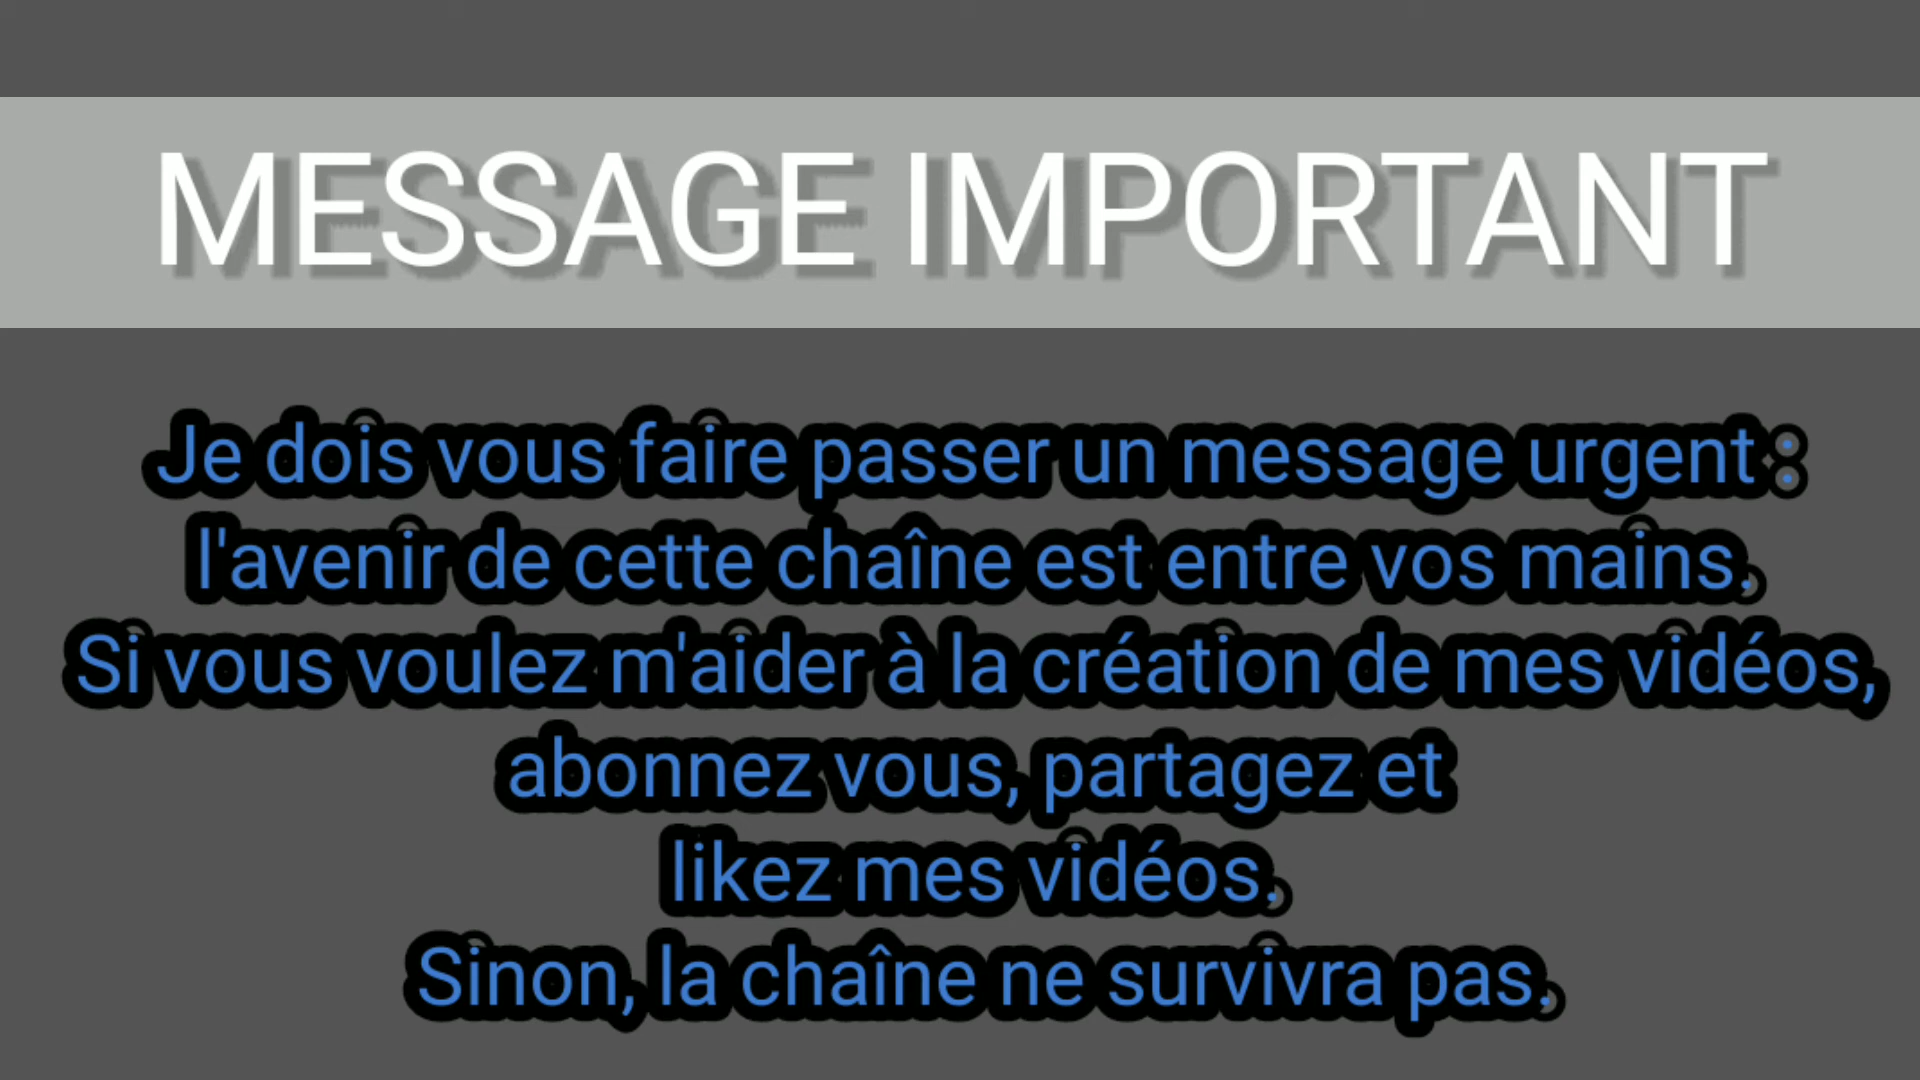 MESSAGE IMPORTANT
Je dois vous faire passer un message urgent :
l'avenir de cette chaîne est entre vos mains.
Si vous voulez m'aider à la création de mes vidéos,
abonnez vous, partagez et
likez mes vidéos.
Sinon, la chaîne ne survivra pas.